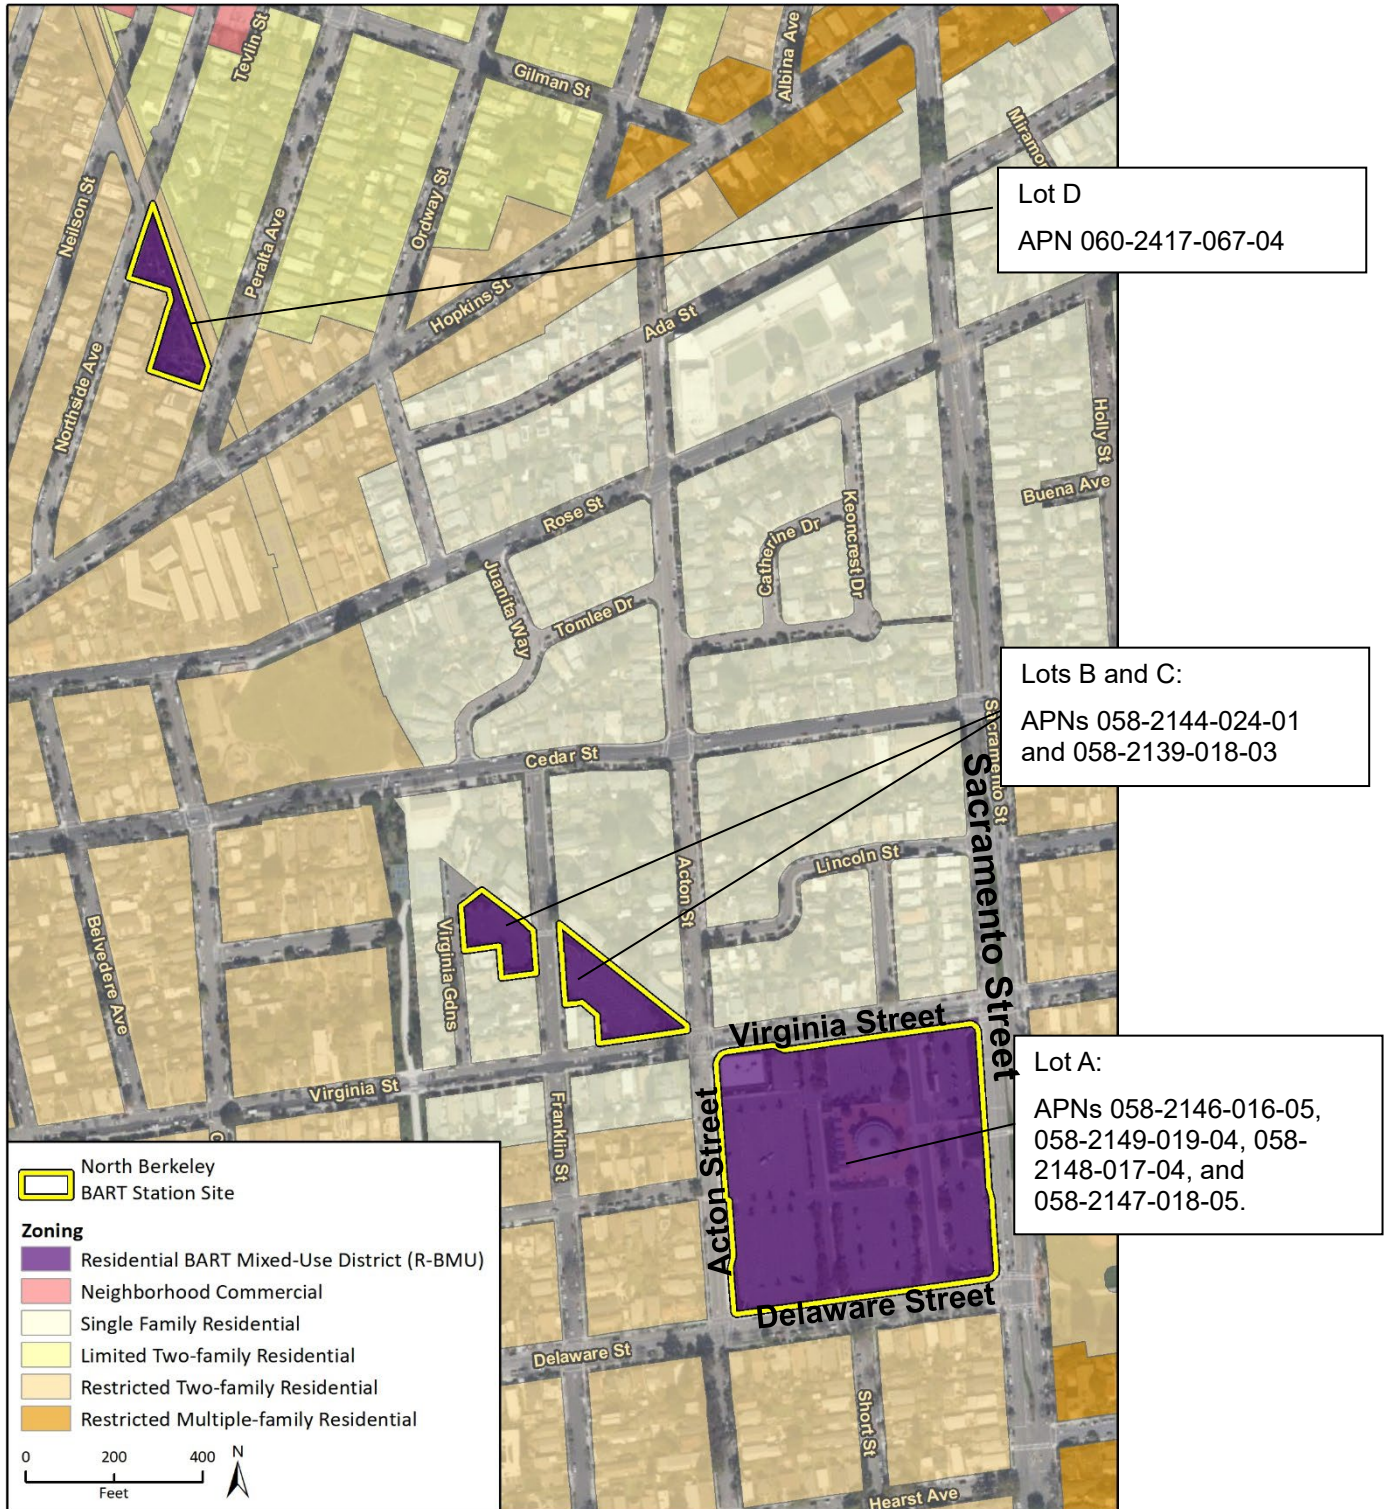 Tevlin St
Albina Ave
Gilman St
Miramo
Neilson St
Ordway St
Peralta Ave
Lot D
APN 060-2417-067-04
Hopkins St
Ada St
Northside Ave
Holly St
Buena Ave
Rose St
Catherine Dr
Keoncrest Dr
Juanita Way
Tomlee Dr
Lots B and C:
APNs 058-2144-024-01
and 058-2139-018-03
Sacramento St
Cedar St
Sacramento Street
Lincoln St
Acton St
Belvedere Ave
Virginia Gdns
Virginia Street
Lot A:
APNs 058-2146-016-05,
058-2149-019-04, 058-
2148-017-04, and
058-2147-018-05.
Virginia St
Franklin St
Acton Street
Delaware Street
Delaware St
Short St
Hearst Ave
North Berkeley
BART Station Site
Zoning
Residential BART Mixed-Use District (R-BMU)
Neighborhood Commercial
Single Family Residential
Limited Two-family Residential
Restricted Two-family Residential
Restricted Multiple-family Residential
0 200 400
Feet
N